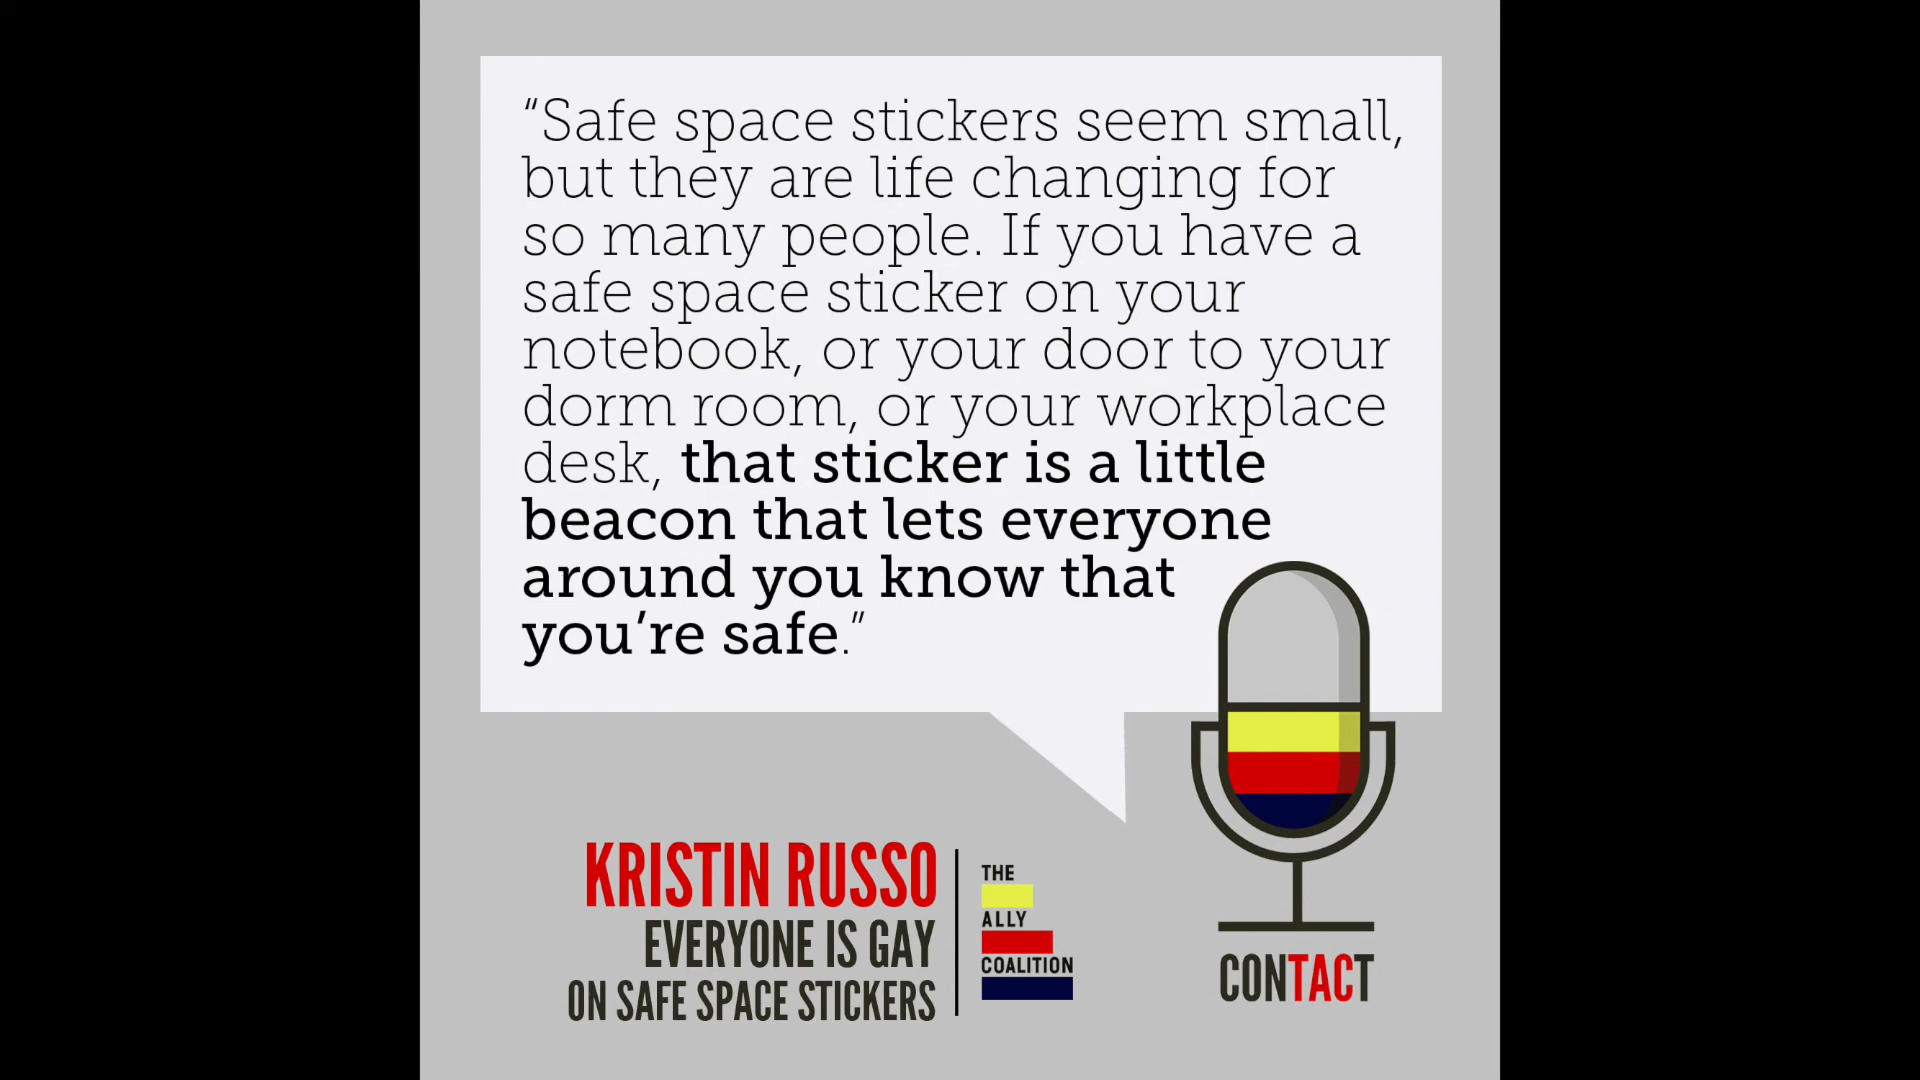 “Safe space stickers seem small,
but they are life changing for
so many people. If you have a
safe space sticker on your
notebook, or your door to your
dorm room, or your workplace
desk, that sticker is a little
beacon that lets everyone
around you know that
you’re safe.”
KRISTIN RUSSO
EVERYONE IS GAY
ON SAFE SPACE STICKERS
THE
ALLY
COALITION
CONTACT